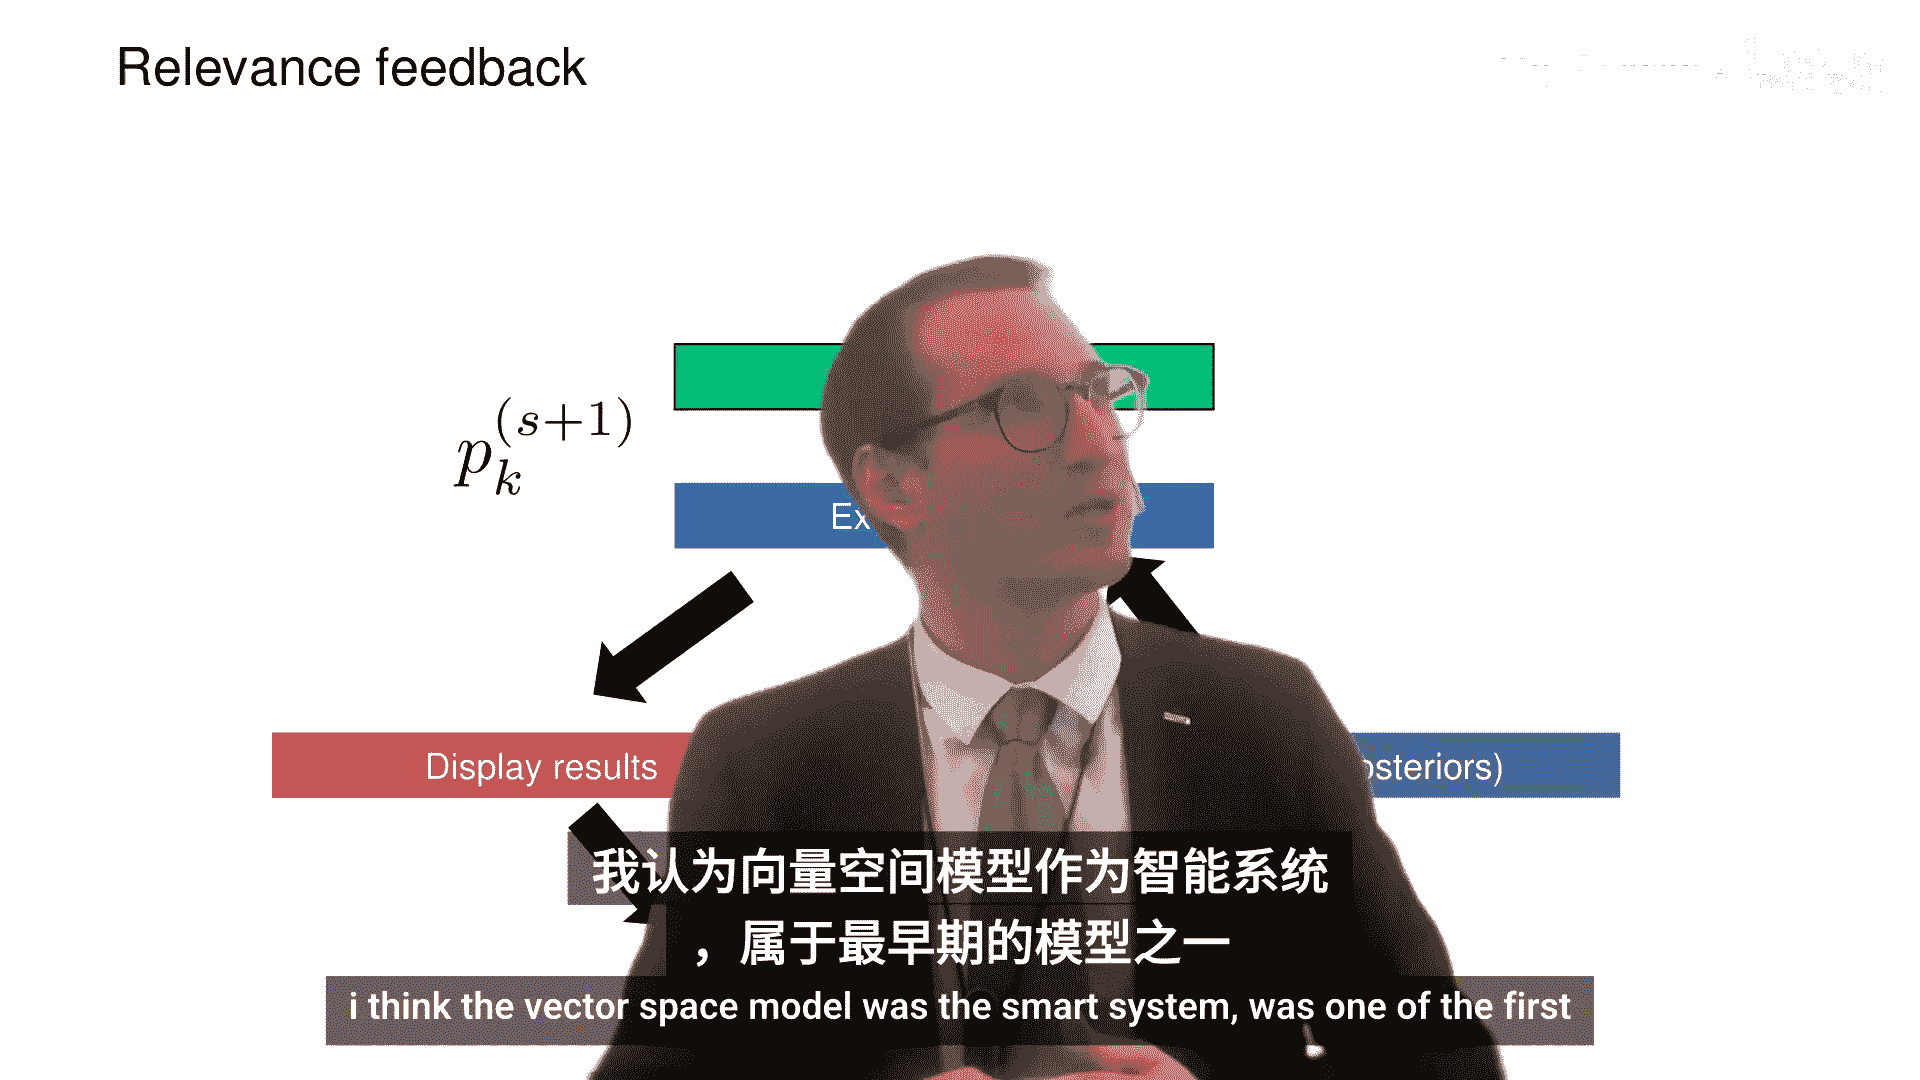 Relevance feedback
p_k^{(s+1)}
Display results
我认为向量空间模型作为智能系统
，属于最早期的模型之一
i think the vector space model was the smart system, was one of the first